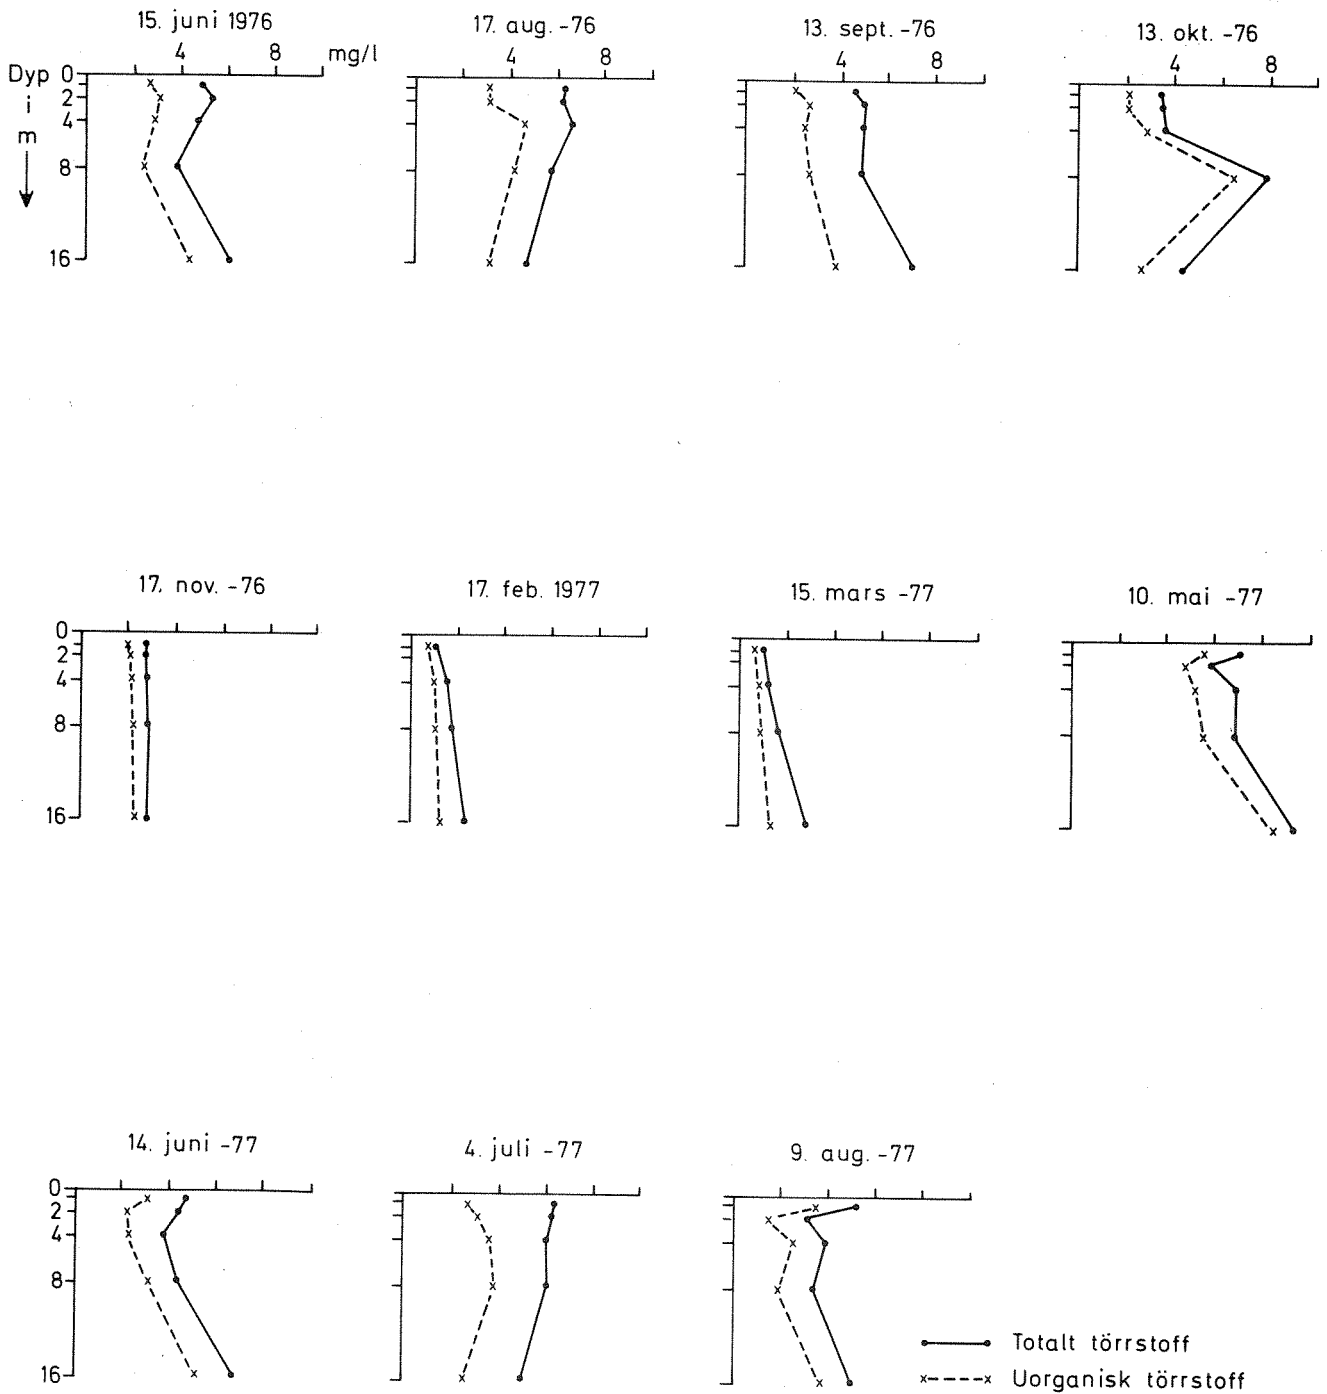 15. juni 1976
17. aug. -76
13. sept. -76
13. okt. -76
4 8 mg/l
4 8
4 8
4 8
Dyp 0
i 2
m 4
8
16
17. nov. -76
17. feb. 1977
15. mars -77
10. mai -77
0
2
4
8
16
14. juni -77
4. juli -77
9. aug. -77
0
2
4
8
16
Totalt törrstoff
Uorganisk törrstoff